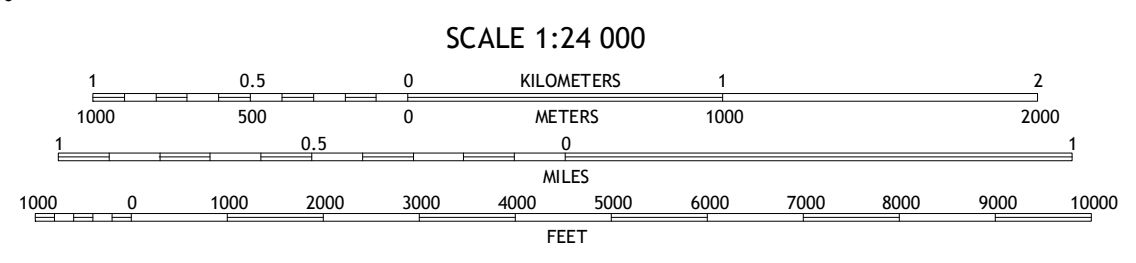 SCALE 1:24 000
1 0.5 0 KILOMETERS 1 2
1000 500 0 METERS 1000 2000
1 0.5 0 1
MILES
1000 0 1000 2000 3000 4000 5000 6000 7000 8000 9000 10000
FEET